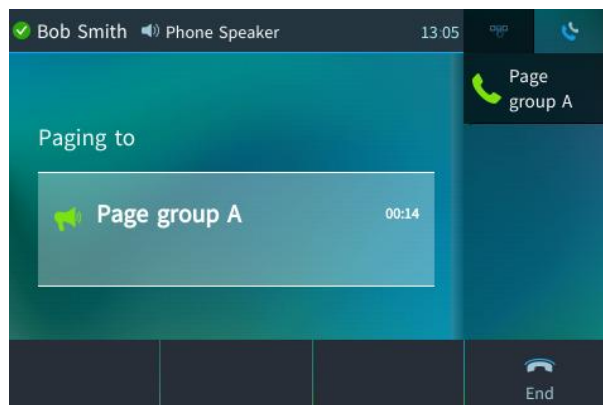 Bob Smith Phone Speaker 13:05
Page
group A
Paging to
Page group A 00:14
End